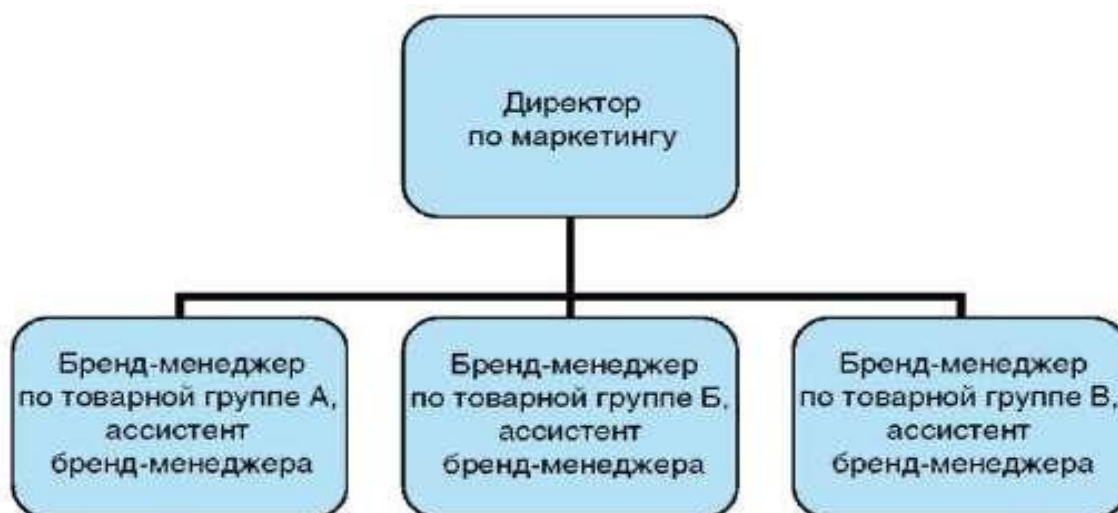 Директор
по маркетингу
Бренд-менеджер
по товарной группе А,
ассистент
бренд-менеджера
Бренд-менеджер
по товарной группе Б,
ассистент
бренд-менеджера
Бренд-менеджер
по товарной группе В,
ассистент
бренд-менеджера